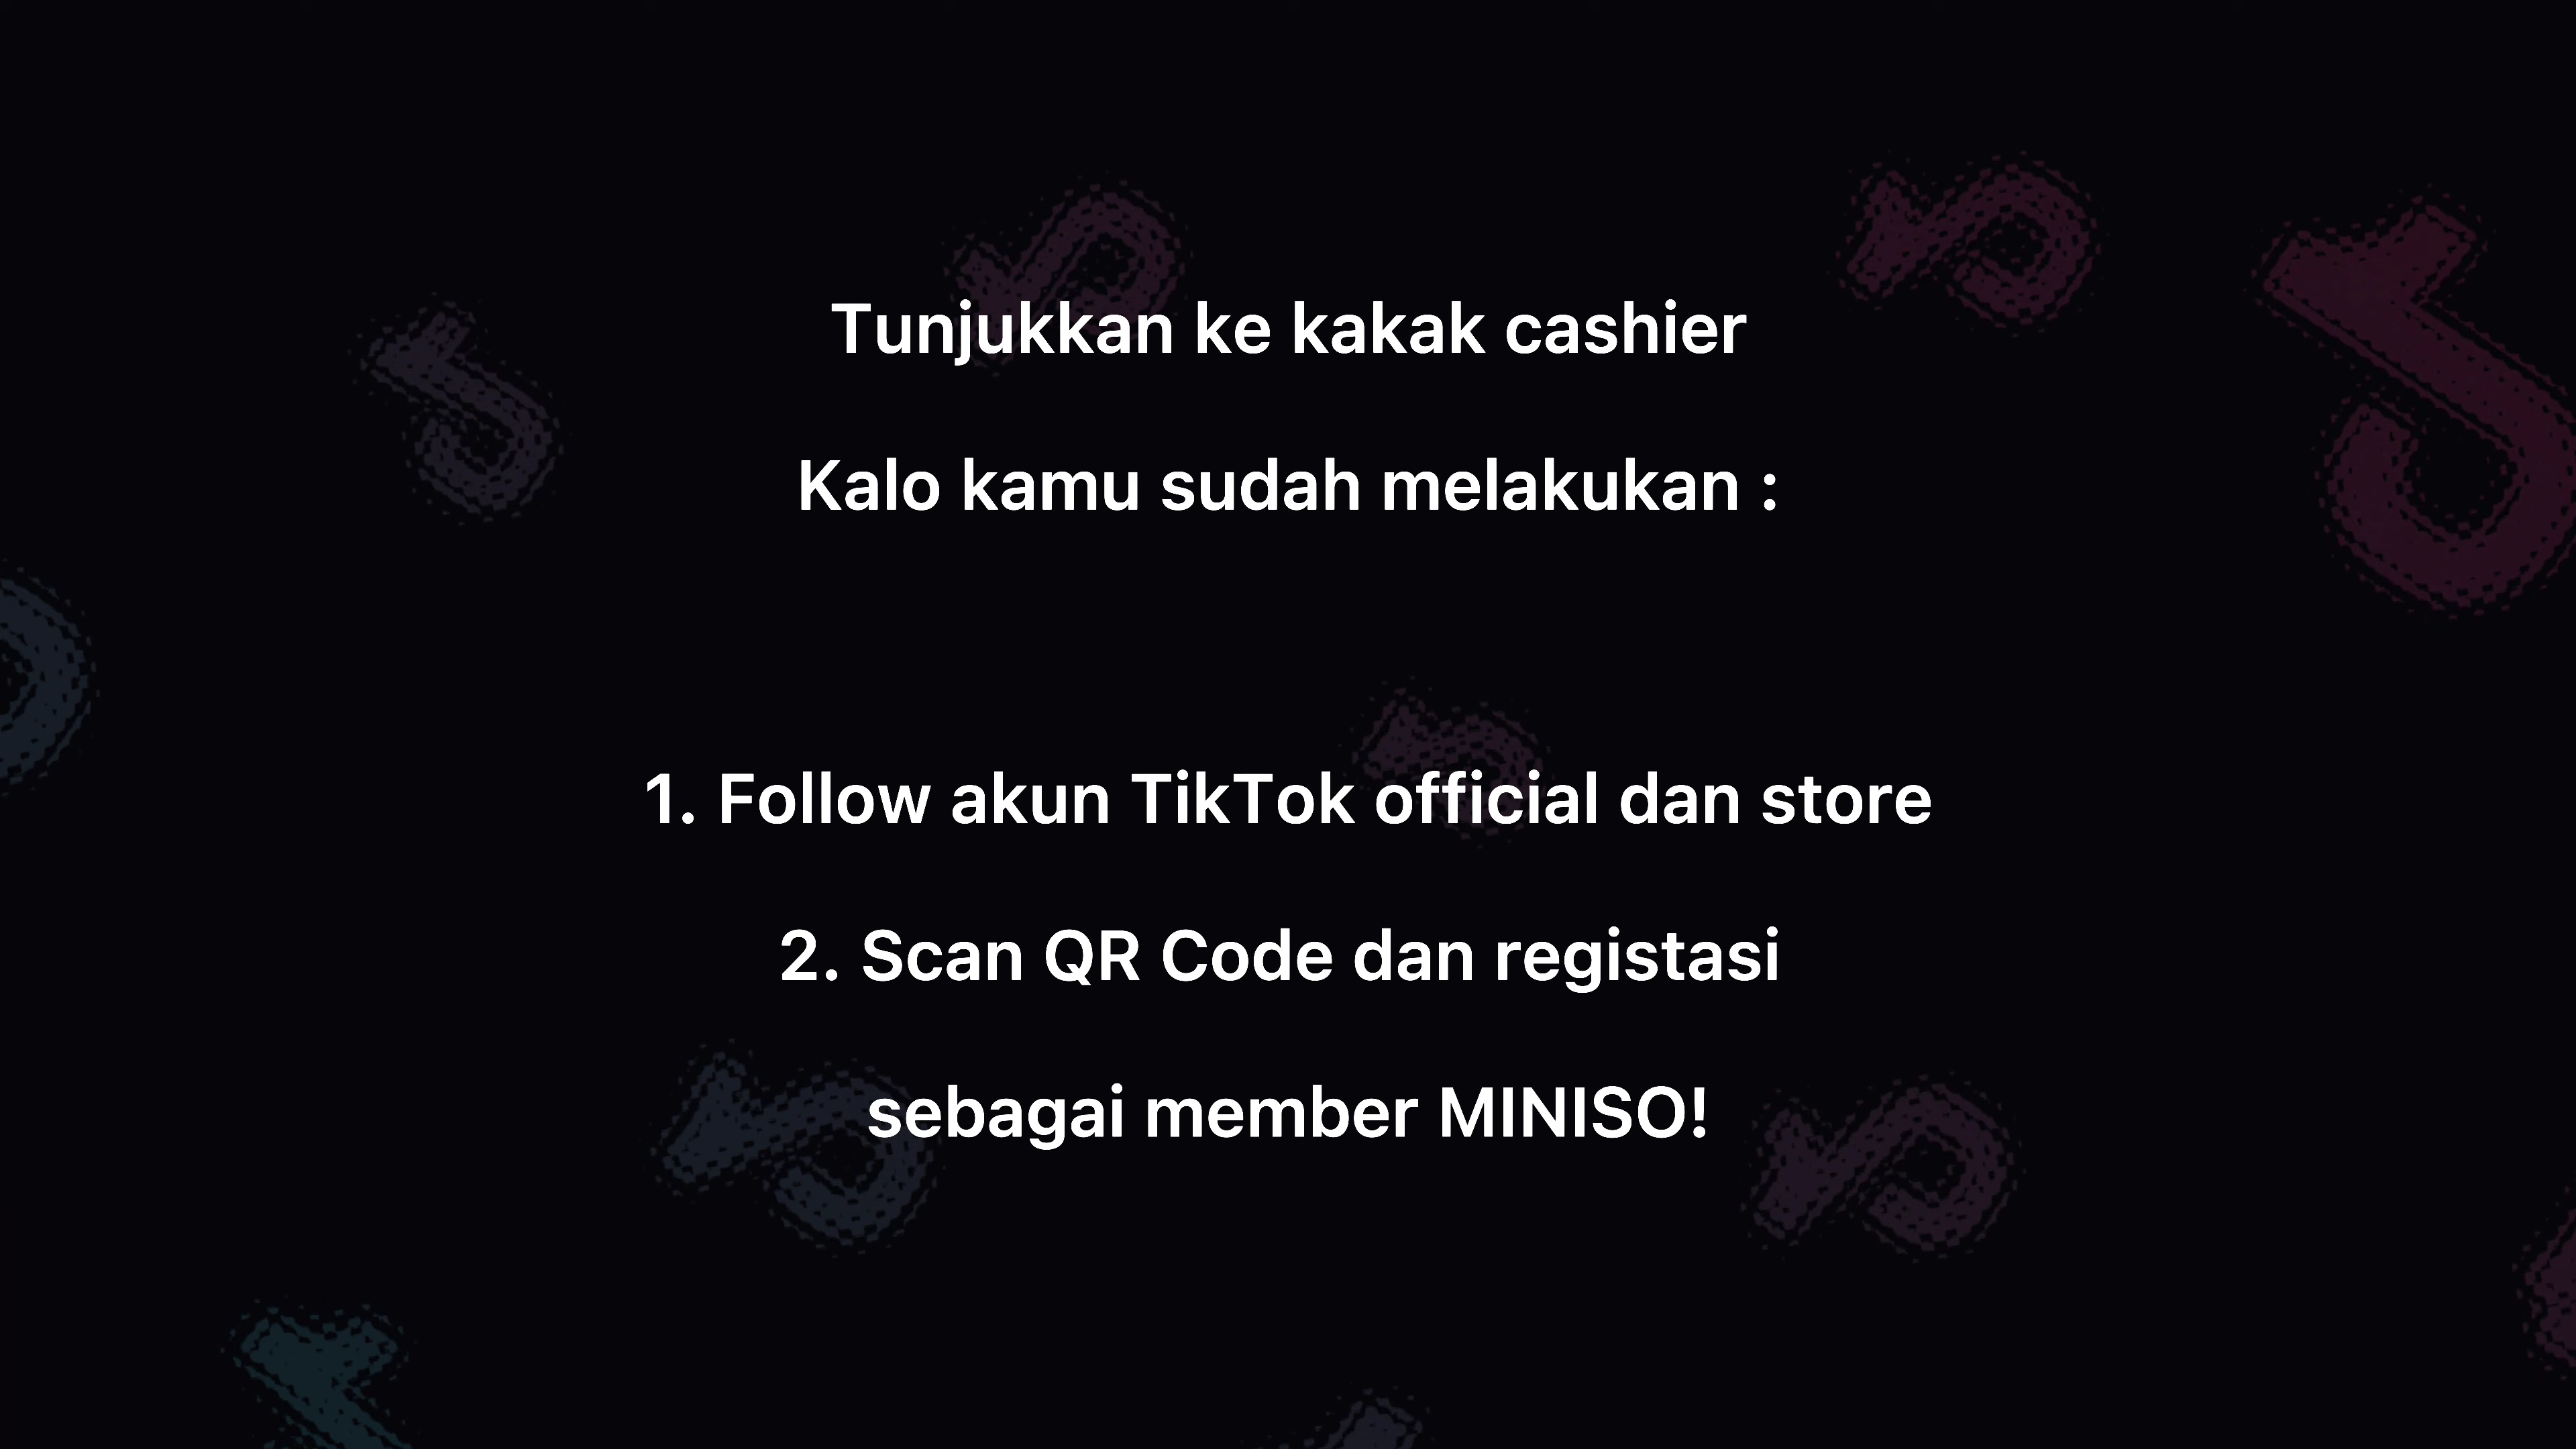 Tunjukkan ke kakak cashier
Kalo kamu sudah melakukan :
1. Follow akun TikTok official dan store
2. Scan QR Code dan registasi
sebagai member MINISO!